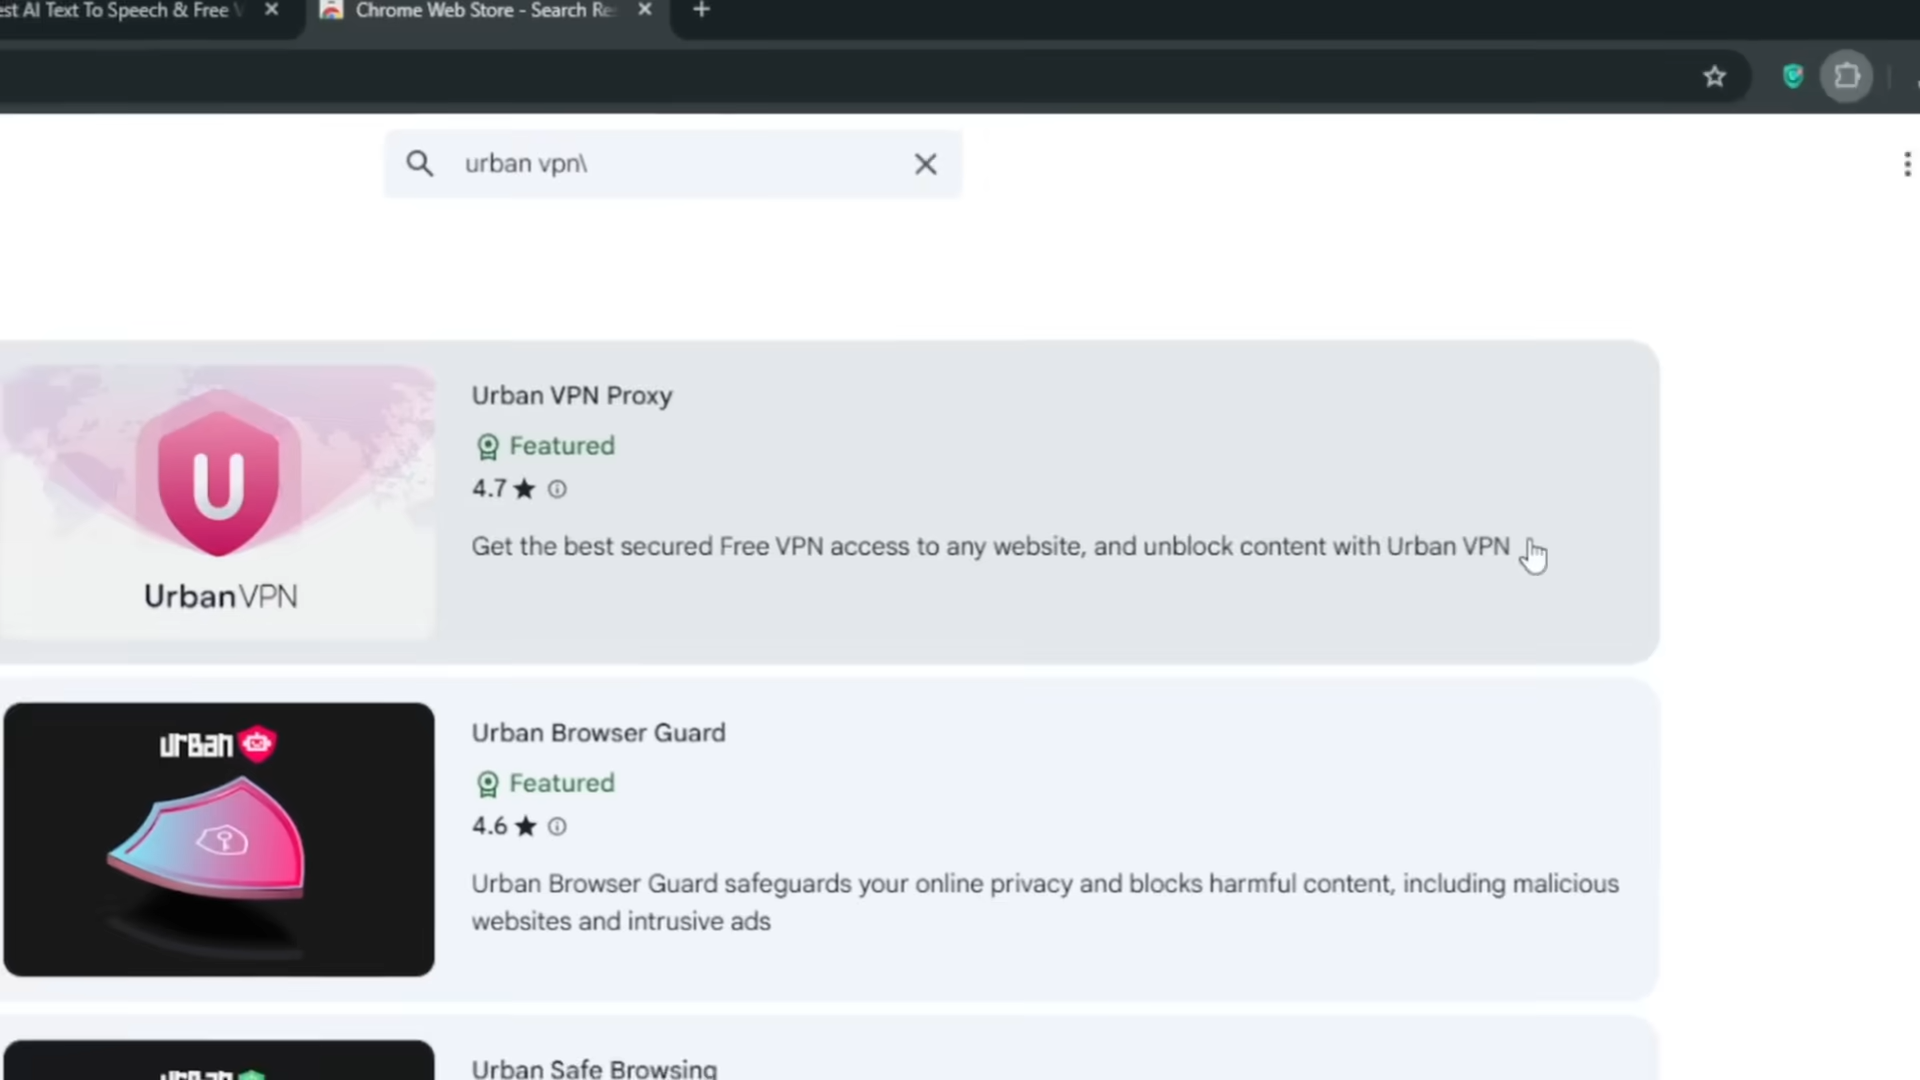 est AI Text To Speech & Free V
Chrome Web Store - Search Re
urban vpn\
Urban VPN Proxy
Featured
4.7
Get the best secured Free VPN access to any website, and unblock content with Urban VPN
U
UrbanVPN
urban
Urban Browser Guard
Featured
4.6
Urban Browser Guard safeguards your online privacy and blocks harmful content, including malicious
websites and intrusive ads
Urban Safe Browsing